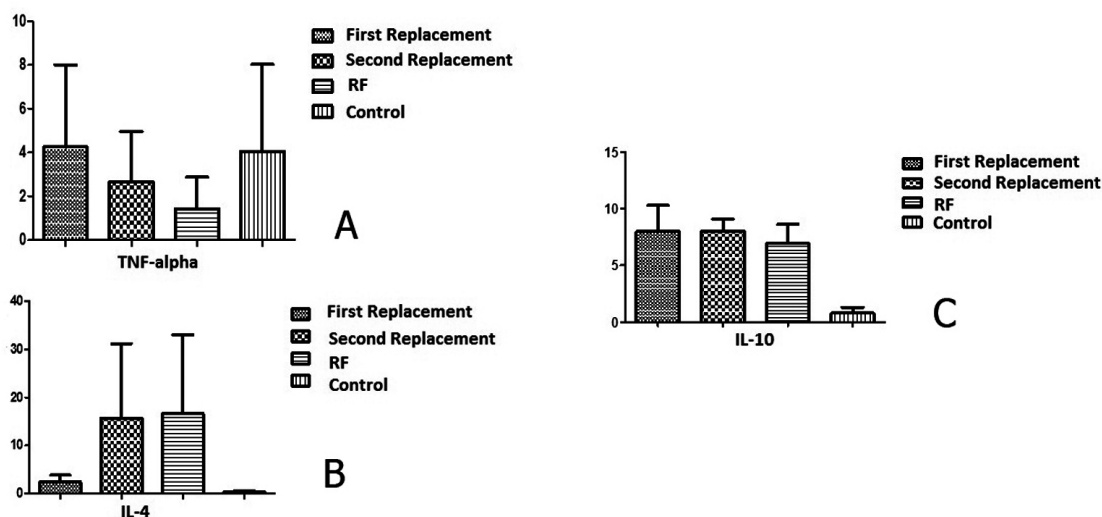 10
8
6
4
2
0
TNF-alpha
First Replacement
Second Replacement
RF
Control
A
40
30
20
10
0
IL-4
First Replacement
Second Replacement
RF
Control
B
15
10
5
0
IL-10
First Replacement
Second Replacement
RF
Control
C